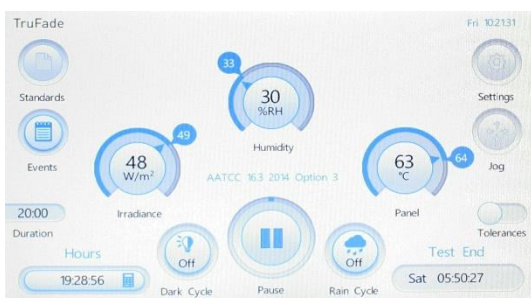 TruFade
Fri 10:21:31
33
Standards
30
%RH
Settings
Humidity
49
48
W/m²
Events
AATCC 16.3 2014 Option 3
63
°C
64
Jog
Irradiance
Panel
20:00
Duration
Tolerances
Hours
19:28:56
Off
Dark Cycle
Pause
Off
Rain Cycle
Test End
Sat 05:50:27